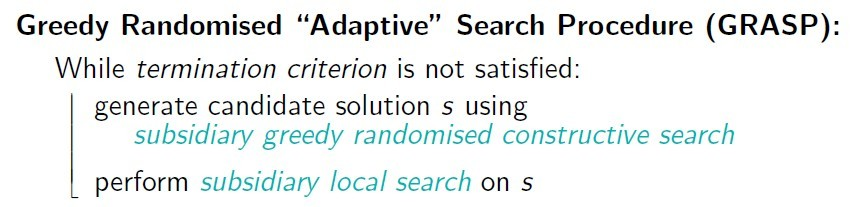 Greedy Randomised “Adaptive” Search Procedure (GRASP):
While termination criterion is not satisfied:
generate candidate solution s using
subsidiary greedy randomised constructive search
perform subsidiary local search on s